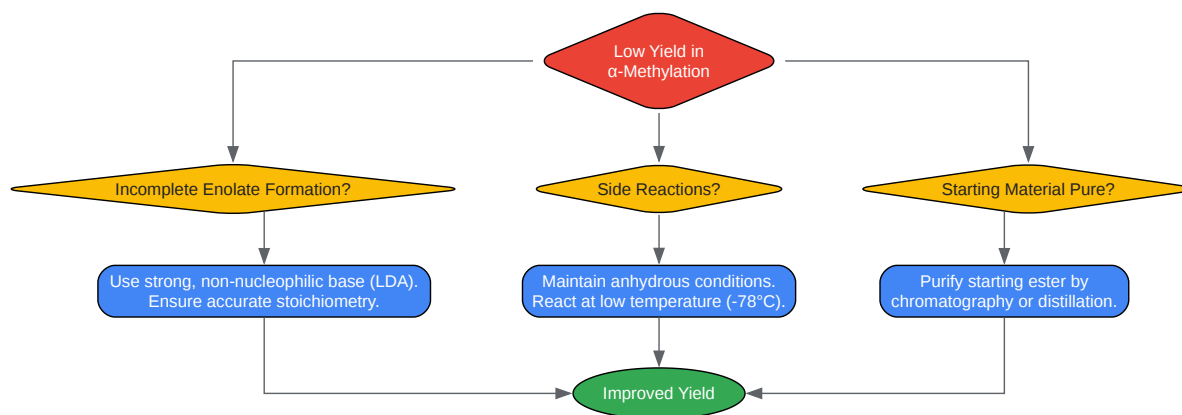 Low Yield in
α-Methylation
Incomplete Enolate Formation?
Side Reactions?
Starting Material Pure?
Use strong, non-nucleophilic base (LDA).
Ensure accurate stoichiometry.
Maintain anhydrous conditions.
React at low temperature (-78°C).
Purify starting ester by
chromatography or distillation.
Improved Yield